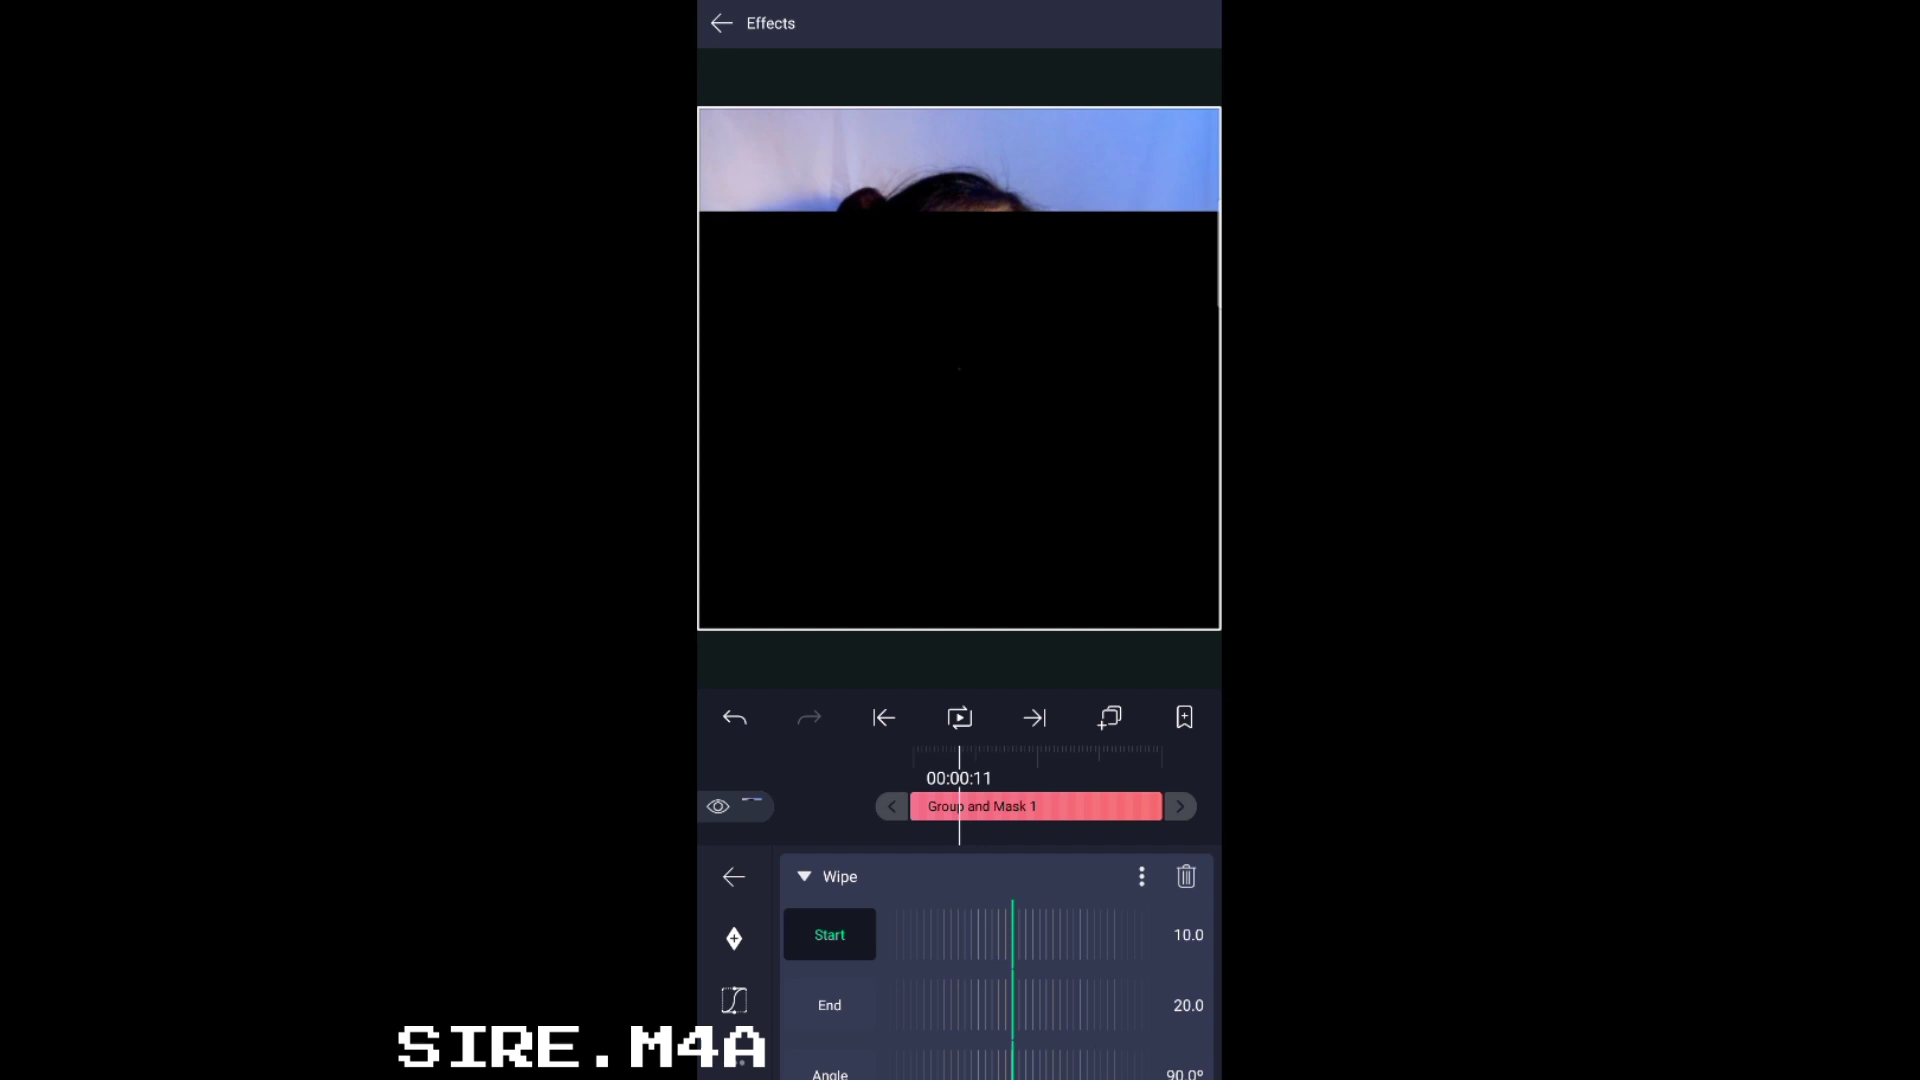 Effects
00:00:11
Group and Mask 1
Wipe
Start 10.0
End 20.0
Angle 90.0°
SIRE.M4A